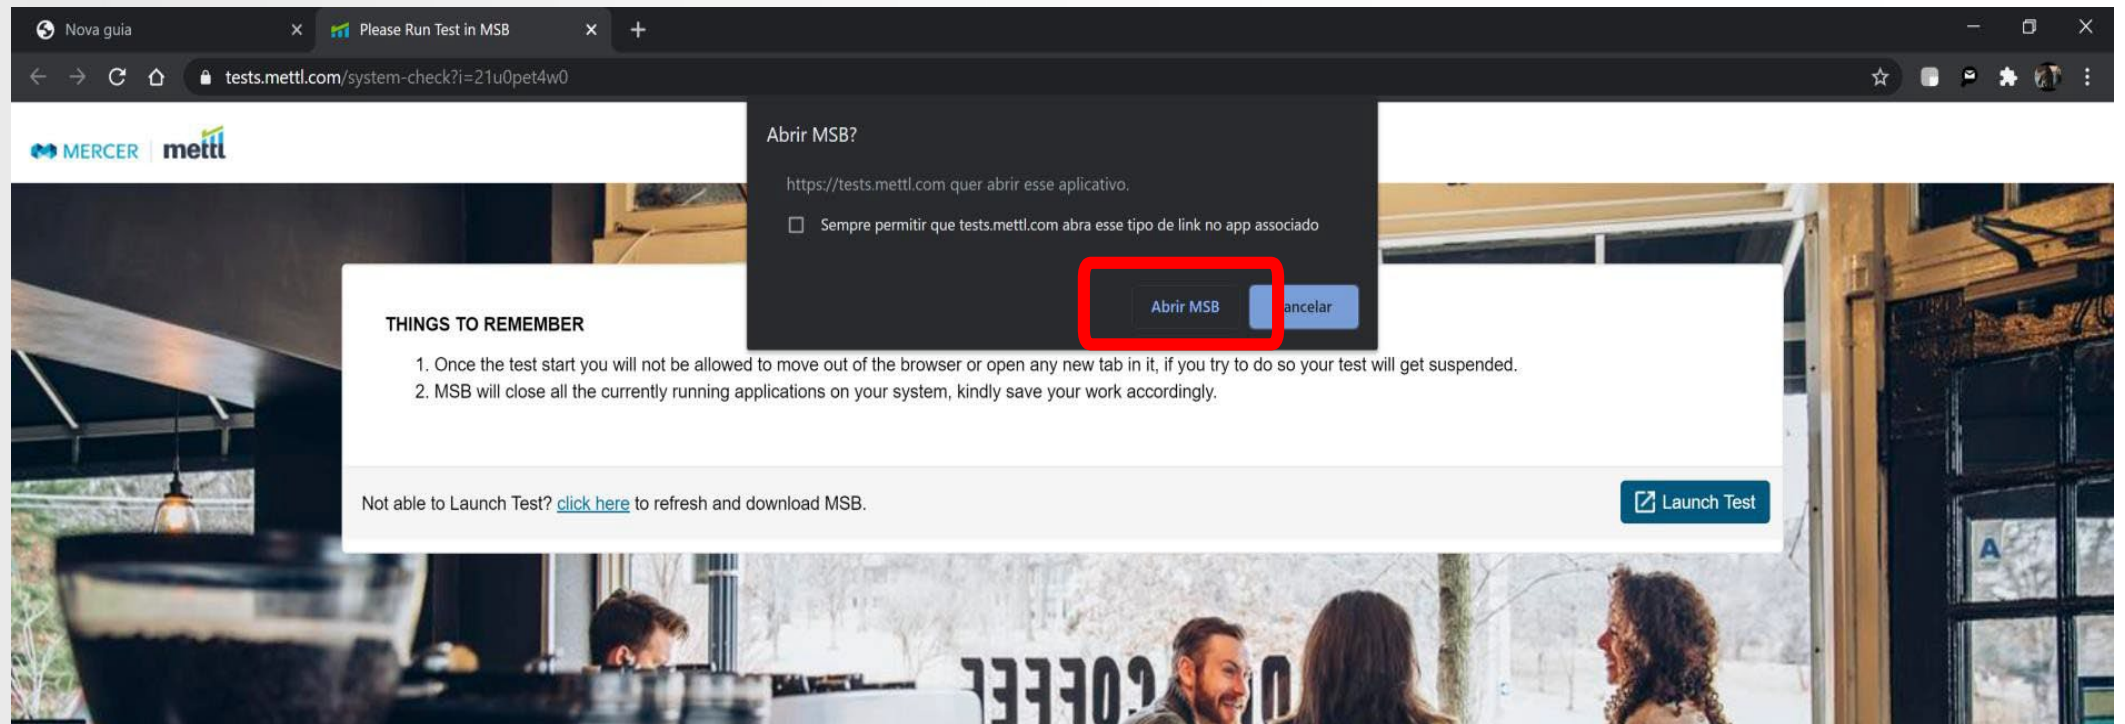 Nova guia
Please Run Test in MSB
tests.mettl.com/system-check?i=21u0pet4w0
MERCER mettl
Abrir MSB?
https://tests.mettl.com quer abrir esse aplicativo.
Sempre permitir que tests.mettl.com abra esse tipo de link no app associado
Abrir MSB
ancelar
THINGS TO REMEMBER
1. Once the test start you will not be allowed to move out of the browser or open any new tab in it, if you try to do so your test will get suspended.
2. MSB will close all the currently running applications on your system, kindly save your work accordingly.
Not able to Launch Test? click here to refresh and download MSB.
Launch Test
A
COFFEE